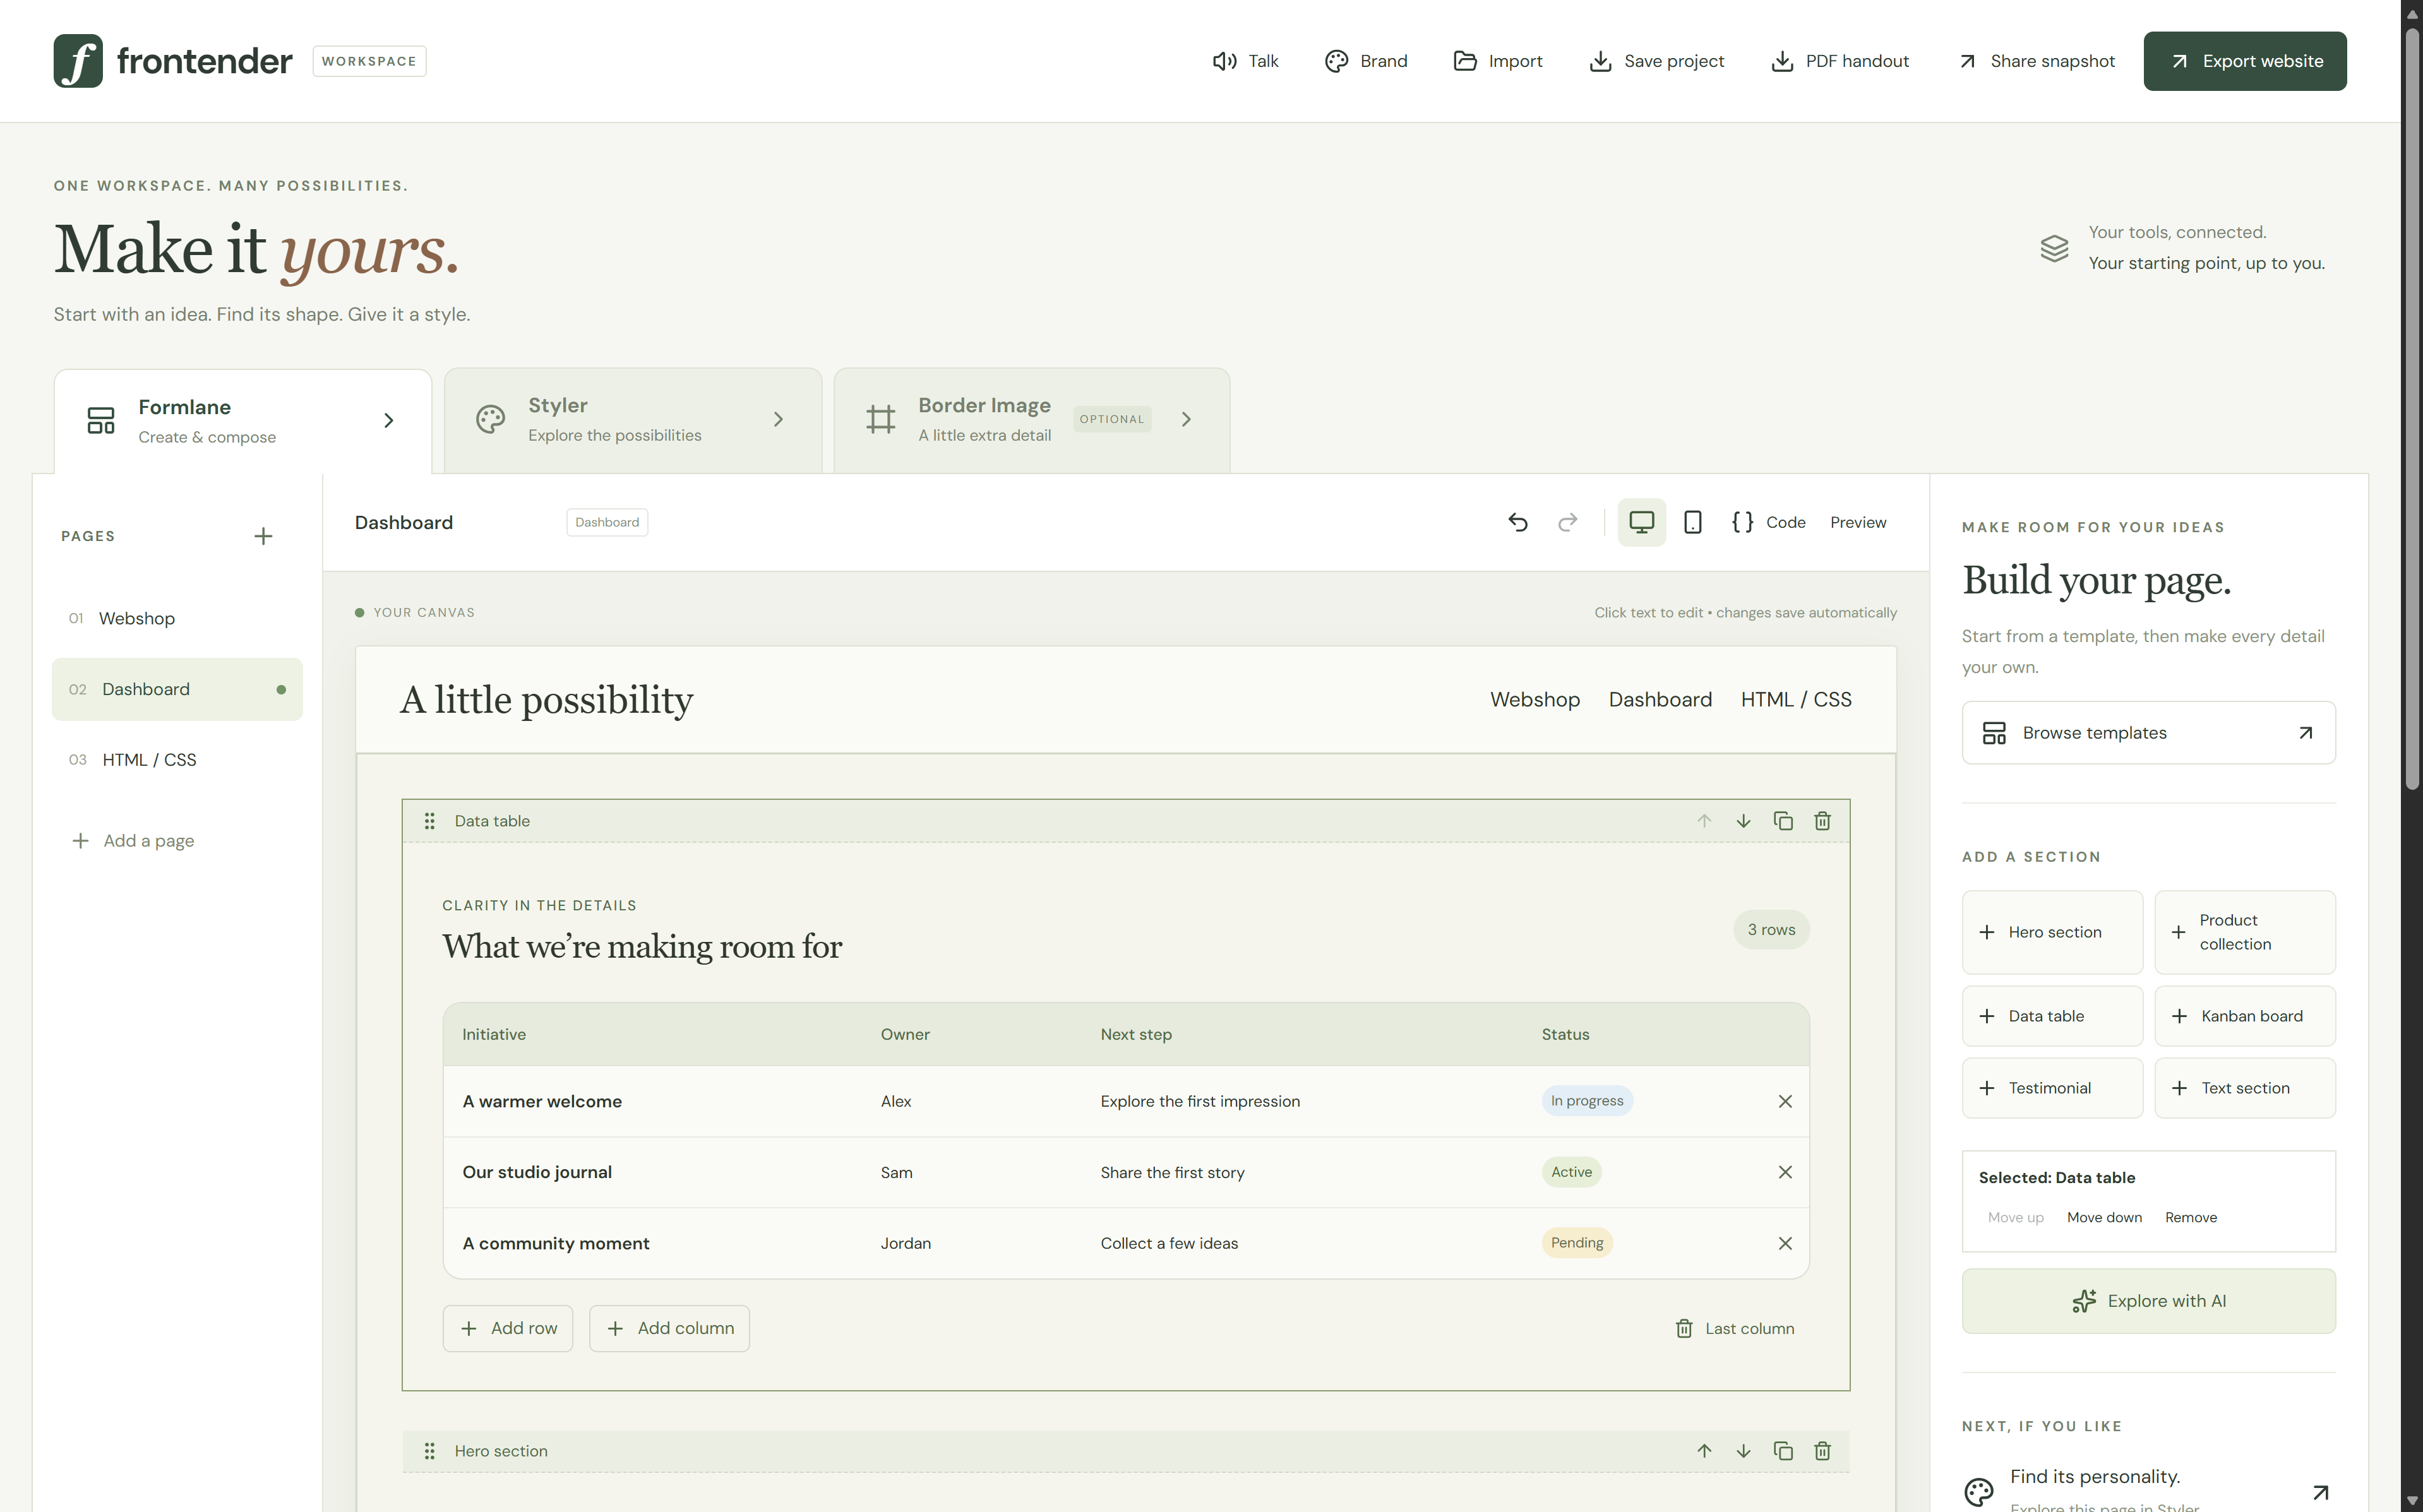 frontender WORKSPACE
Talk Brand Import Save project PDF handout Share snapshot Export website
ONE WORKSPACE. MANY POSSIBILITIES.
Make it yours.
Start with an idea. Find its shape. Give it a style.
Your tools, connected.
Your starting point, up to you.
Formlane
Create & compose
Styler
Explore the possibilities
Border Image
A little extra detail
OPTIONAL
PAGES
01 Webshop
02 Dashboard
03 HTML / CSS
Add a page
Dashboard Dashboard
Code Preview
YOUR CANVAS
Click text to edit • changes save automatically
A little possibility
Webshop Dashboard HTML / CSS
Data table
CLARITY IN THE DETAILS
What we’re making room for
3 rows
Initiative Owner Next step Status
A warmer welcome Alex Explore the first impression In progress
Our studio journal Sam Share the first story Active
A community moment Jordan Collect a few ideas Pending
Add row Add column Last column
Hero section
MAKE ROOM FOR YOUR IDEAS
Build your page.
Start from a template, then make every detail
your own.
Browse templates
ADD A SECTION
Hero section
Product
collection
Data table
Kanban board
Testimonial
Text section
Selected: Data table
Move up Move down Remove
Explore with AI
NEXT, IF YOU LIKE
Find its personality.
Explore this page in Styler